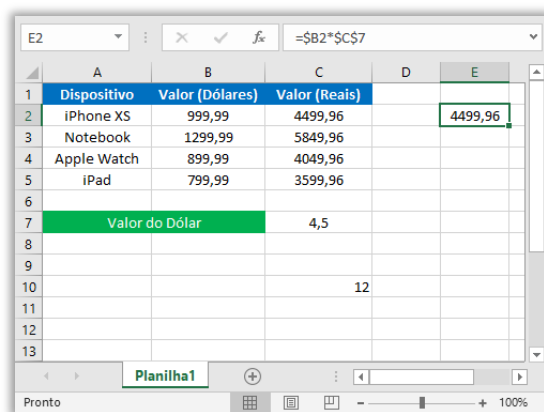 E2 fx =$B2*$C$7
A B C D E
1 Dispositivo Valor (Dólares) Valor (Reais)
2 iPhone XS 999,99 4499,96 4499,96
3 Notebook 1299,99 5849,96
4 Apple Watch 899,99 4049,96
5 iPad 799,99 3599,96
6
7 Valor do Dólar 4,5
8
9
10 12
11
12
13
Planilha1
Pronto 100%